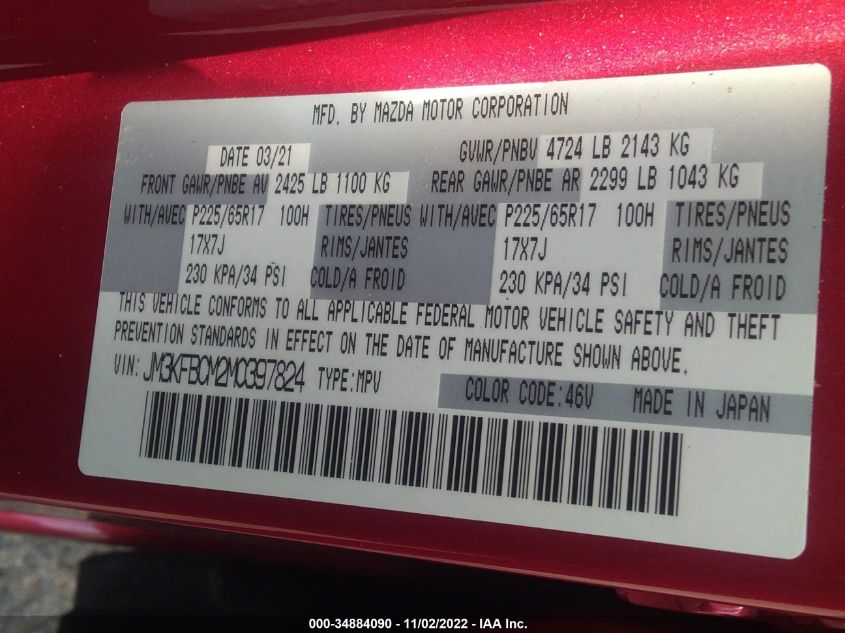 MFD. BY MAZDA MOTOR CORPORATION
DATE 03/21 GVWR/PNBV 4724 LB 2143 KG
FRONT GAWR/PNBE AV 2425 LB 1100 KG REAR GAWR/PNBE AR 2299 LB 1043 KG
WITH/AVEC P225/65R17 100H TIRES/PNEUS WITH/AVEC P225/65R17 100H TIRES/PNEUS
17X7J RIMS/JANTES 17X7J RIMS/JANTES
230 KPA/34 PSI COLD/A FROID 230 KPA/34 PSI COLD/A FROID
THIS VEHICLE CONFORMS TO ALL APPLICABLE FEDERAL MOTOR VEHICLE SAFETY AND THEFT
PREVENTION STANDARDS IN EFFECT ON THE DATE OF MANUFACTURE SHOWN ABOVE.
VIN: JM3KFBCM2M0397824 TYPE:MPV COLOR CODE:46V MADE IN JAPAN
000-34884090 - 11/02/2022 - IAA Inc.